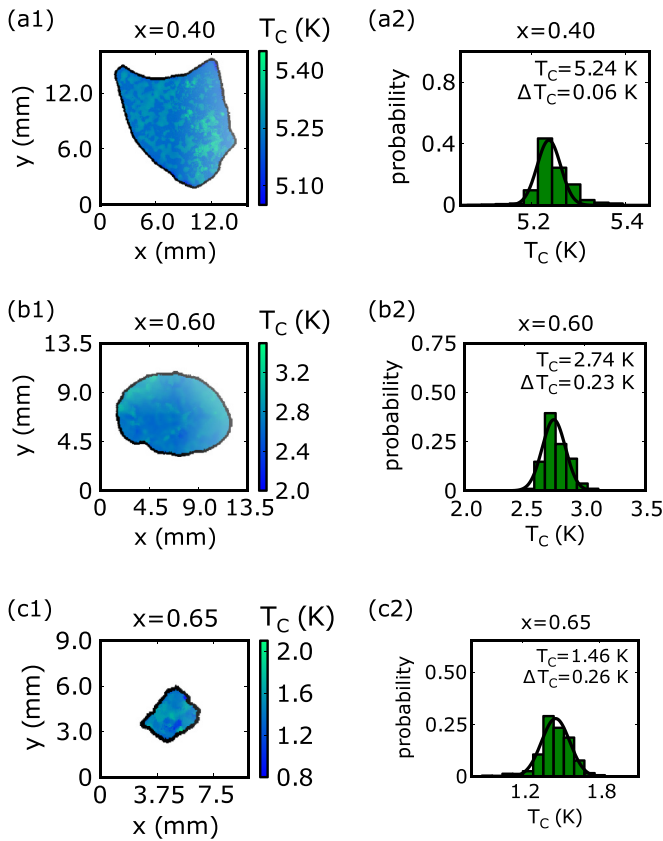 (a1)
x=0.40
T_C (K)
5.40
5.25
5.10
12.0
6.0
0
y (mm)
0 6.0 12.0
x (mm)
(a2)
x=0.40
T_C=5.24 K
ΔT_C=0.06 K
0.8
0.4
0
probability
5.2 5.4
T_C (K)
(b1)
x=0.60
T_C (K)
3.2
2.8
2.4
2.0
13.5
9.0
4.5
0
y (mm)
0 4.5 9.0 13.5
x (mm)
(b2)
x=0.60
T_C=2.74 K
ΔT_C=0.23 K
0.75
0.25
0
probability
2.0 2.5 3.0 3.5
T_C (K)
(c1)
x=0.65
T_C (K)
2.0
1.6
1.2
0.8
9.0
6.0
3.0
0
y (mm)
0 3.75 7.5
x (mm)
(c2)
x=0.65
T_C=1.46 K
ΔT_C=0.26 K
0.50
0.25
0
probability
1.2 1.8
T_C (K)